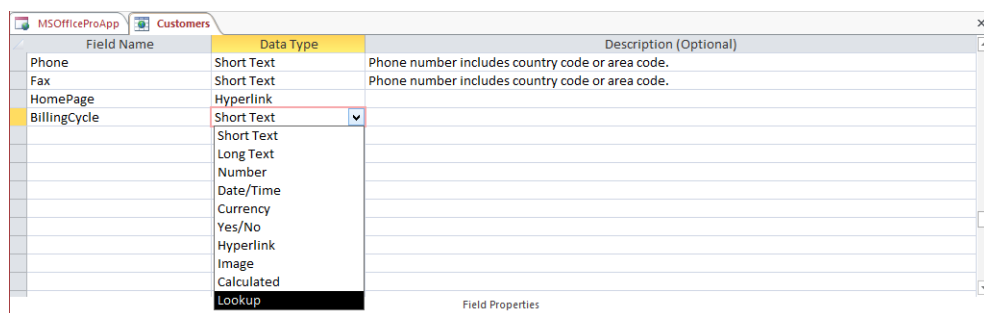 MSOfficeProApp Customers
Field Name Data Type Description (Optional)
Phone Short Text Phone number includes country code or area code.
Fax Short Text Phone number includes country code or area code.
HomePage Hyperlink
BillingCycle Short Text
Short Text
Long Text
Number
Date/Time
Currency
Yes/No
Hyperlink
Image
Calculated
Lookup
Field Properties